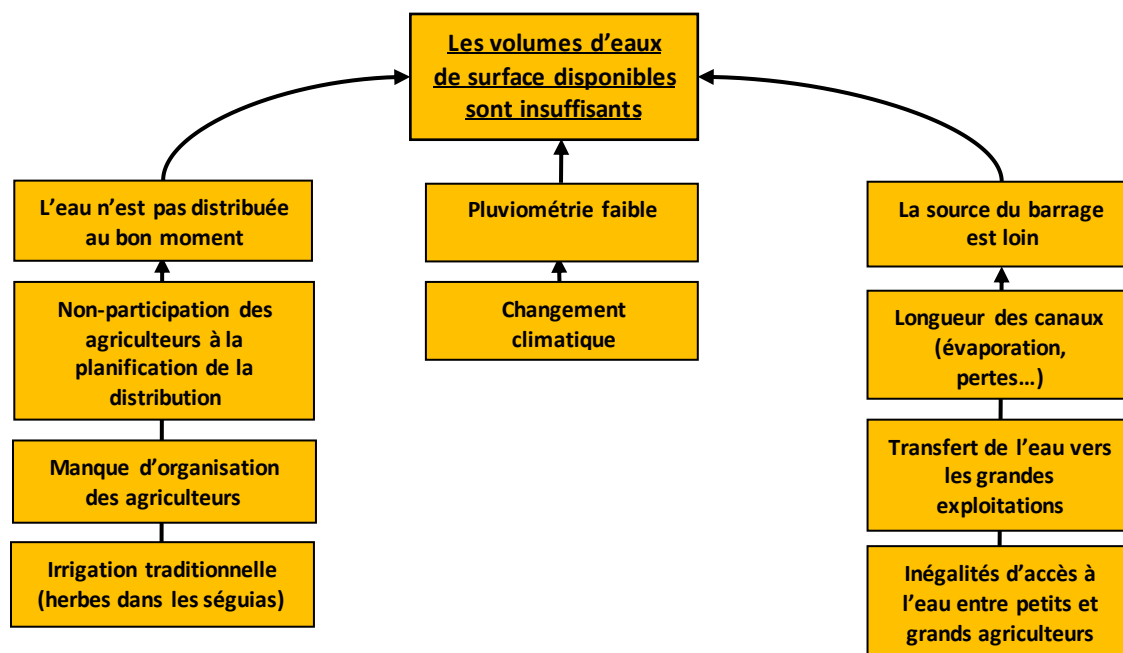 Les volumes d’eaux
de surface disponibles
sont insuffisants
L’eau n’est pas distribuée
au bon moment
Pluviométrie faible
La source du barrage
est loin
Non-participation des
agriculteurs à la
planification de la
distribution
Changement
climatique
Longueur des canaux
(évaporation,
pertes…)
Manque d’organisation
des agriculteurs
Transfert de l’eau vers
les grandes
exploitations
Irrigation traditionnelle
(herbes dans les séguias)
Inégalités d’accès à
l’eau entre petits et
grands agriculteurs